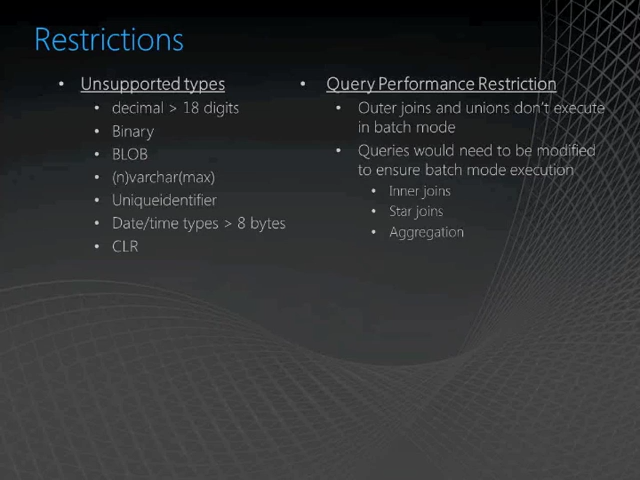 Restrictions
• Unsupported types
• decimal > 18 digits
• Binary
• BLOB
• (n)varchar(max)
• Uniqueidentifier
• Date/time types > 8 bytes
• CLR
• Query Performance Restriction
• Outer joins and unions don't execute
in batch mode
• Queries would need to be modified
to ensure batch mode execution
• Inner joins
• Star joins
• Aggregation